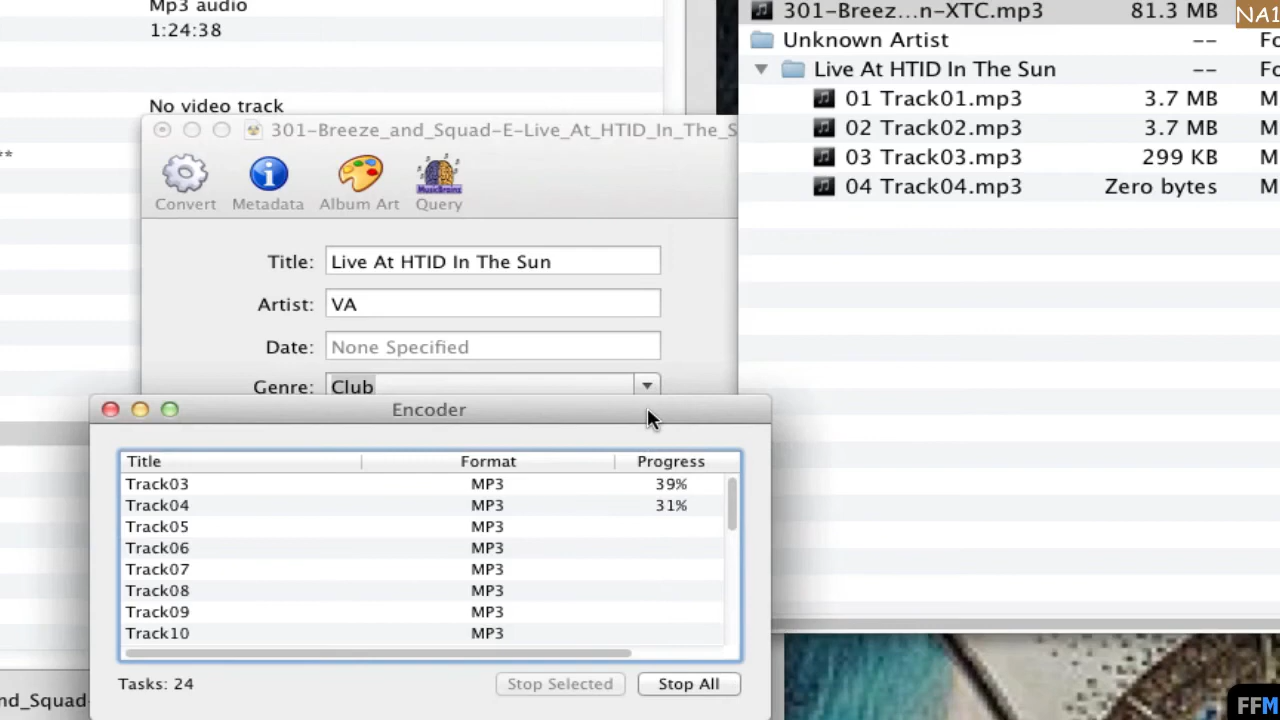 Mp3 audio
1:24:38
No video track
**
301-Breeze_and_Squad-E-Live_At_HTID_In_The_S
Convert Metadata Album Art Query
MusicBrainz
Title: Live At HTID In The Sun
Artist: VA
Date: None Specified
Genre: Club
Encoder
Title Format Progress
Track03 MP3 39%
Track04 MP3 31%
Track05 MP3
Track06 MP3
Track07 MP3
Track08 MP3
Track09 MP3
Track10 MP3
Tasks: 24 Stop Selected Stop All
nd_Squad-
301-Breez...n-XTC.mp3 81.3 MB
Unknown Artist -- Fo
Live At HTID In The Sun -- Fo
01 Track01.mp3 3.7 MB M
02 Track02.mp3 3.7 MB M
03 Track03.mp3 299 KB M
04 Track04.mp3 Zero bytes M
NA1
FFM